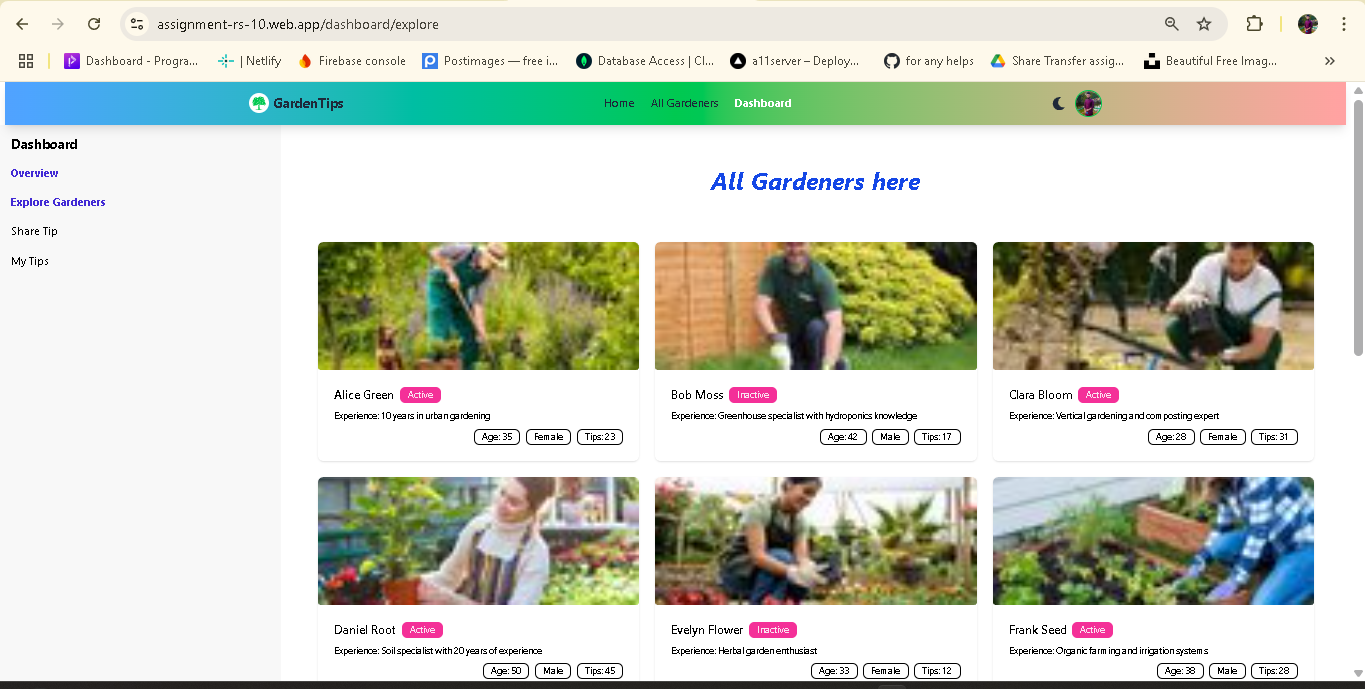 assignment-rs-10.web.app/dashboard/explore
Dashboard - Progra...
| Netlify
Firebase console
Postimages — free i...
Database Access | Cl...
a11server – Deploy...
for any helps
Share Transfer assig...
Beautiful Free Imag...
»
GardenTips
Home
All Gardeners
Dashboard
Dashboard
Overview
Explore Gardeners
Share Tip
My Tips
All Gardeners here
Alice Green Active
Experience: 10 years in urban gardening
Age: 35 Female Tips: 23
Bob Moss Inactive
Experience: Greenhouse specialist with hydroponics knowledge
Age: 42 Male Tips: 17
Clara Bloom Active
Experience: Vertical gardening and composting expert
Age: 28 Female Tips: 31
Daniel Root Active
Experience: Soil specialist with 20 years of experience
Age: 50 Male Tips: 45
Evelyn Flower Inactive
Experience: Herbal garden enthusiast
Age: 33 Female Tips: 12
Frank Seed Active
Experience: Organic farming and irrigation systems
Age: 38 Male Tips: 28